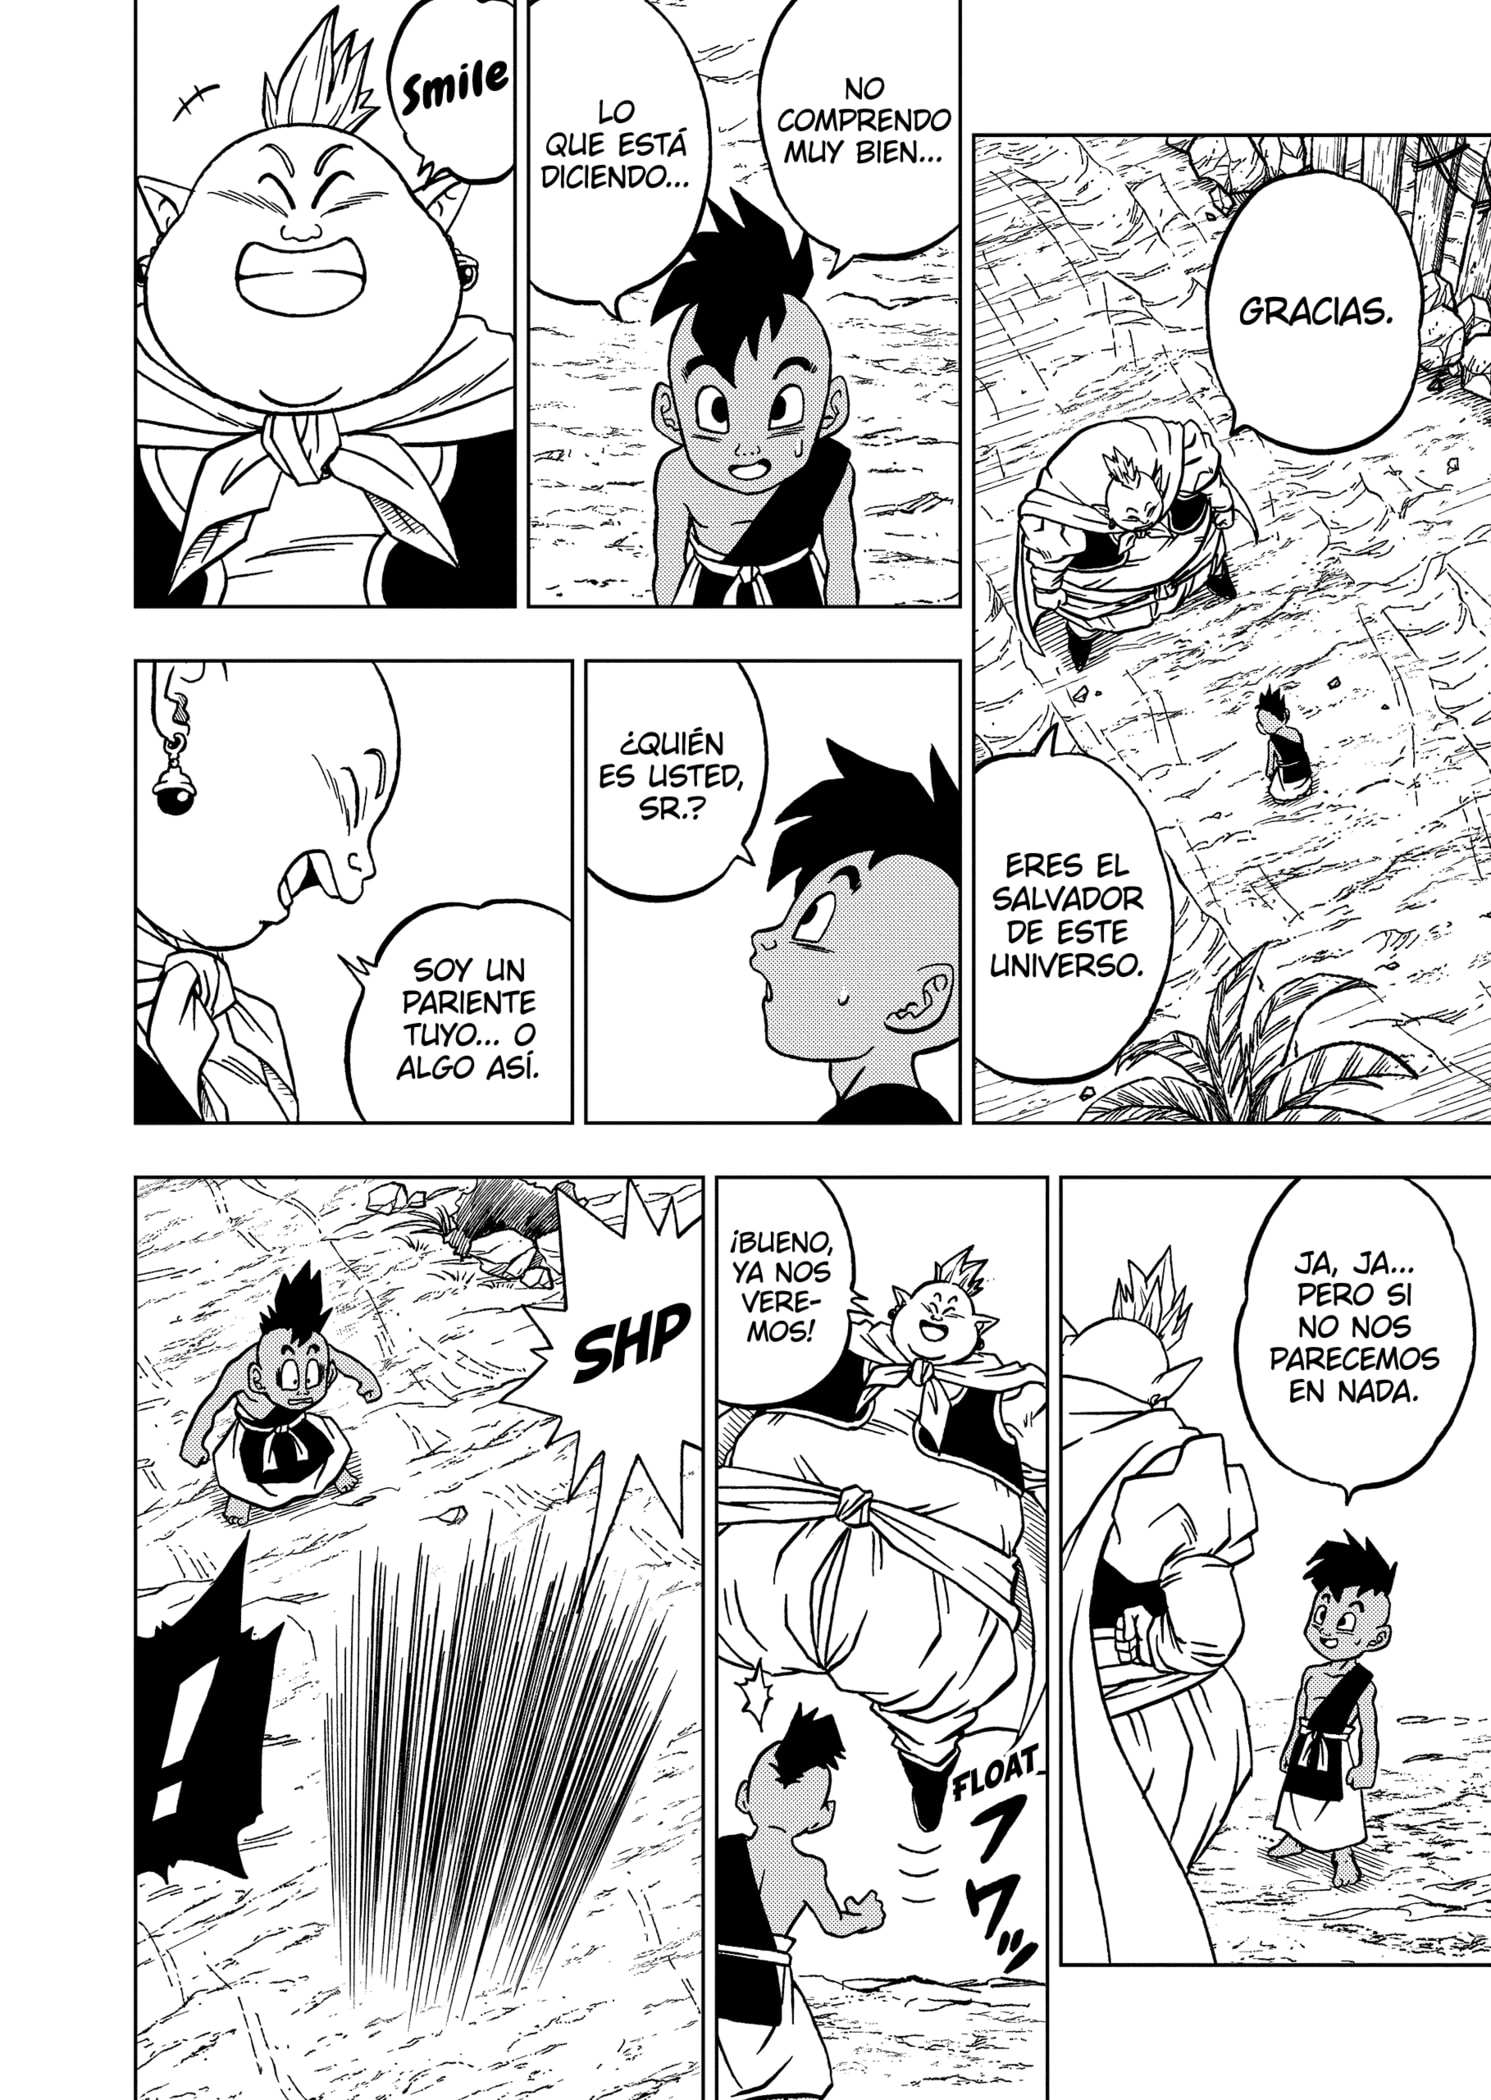 GRACIAS.
ERES EL
SALVADOR
DE ESTE
UNIVERSO.
NO
COMPRENDO
MUY BIEN...
LO
QUE ESTÁ
DICIENDO...
Smile
¿QUIÉN
ES USTED,
SR.?
SOY UN
PARIENTE
TUYO... O
ALGO ASÍ.
JA, JA...
PERO SI
NO NOS
PARECEMOS
EN NADA.
¡BUENO,
YA NOS
VERE-
MOS!
FLOAT
フワッ
SHP
!